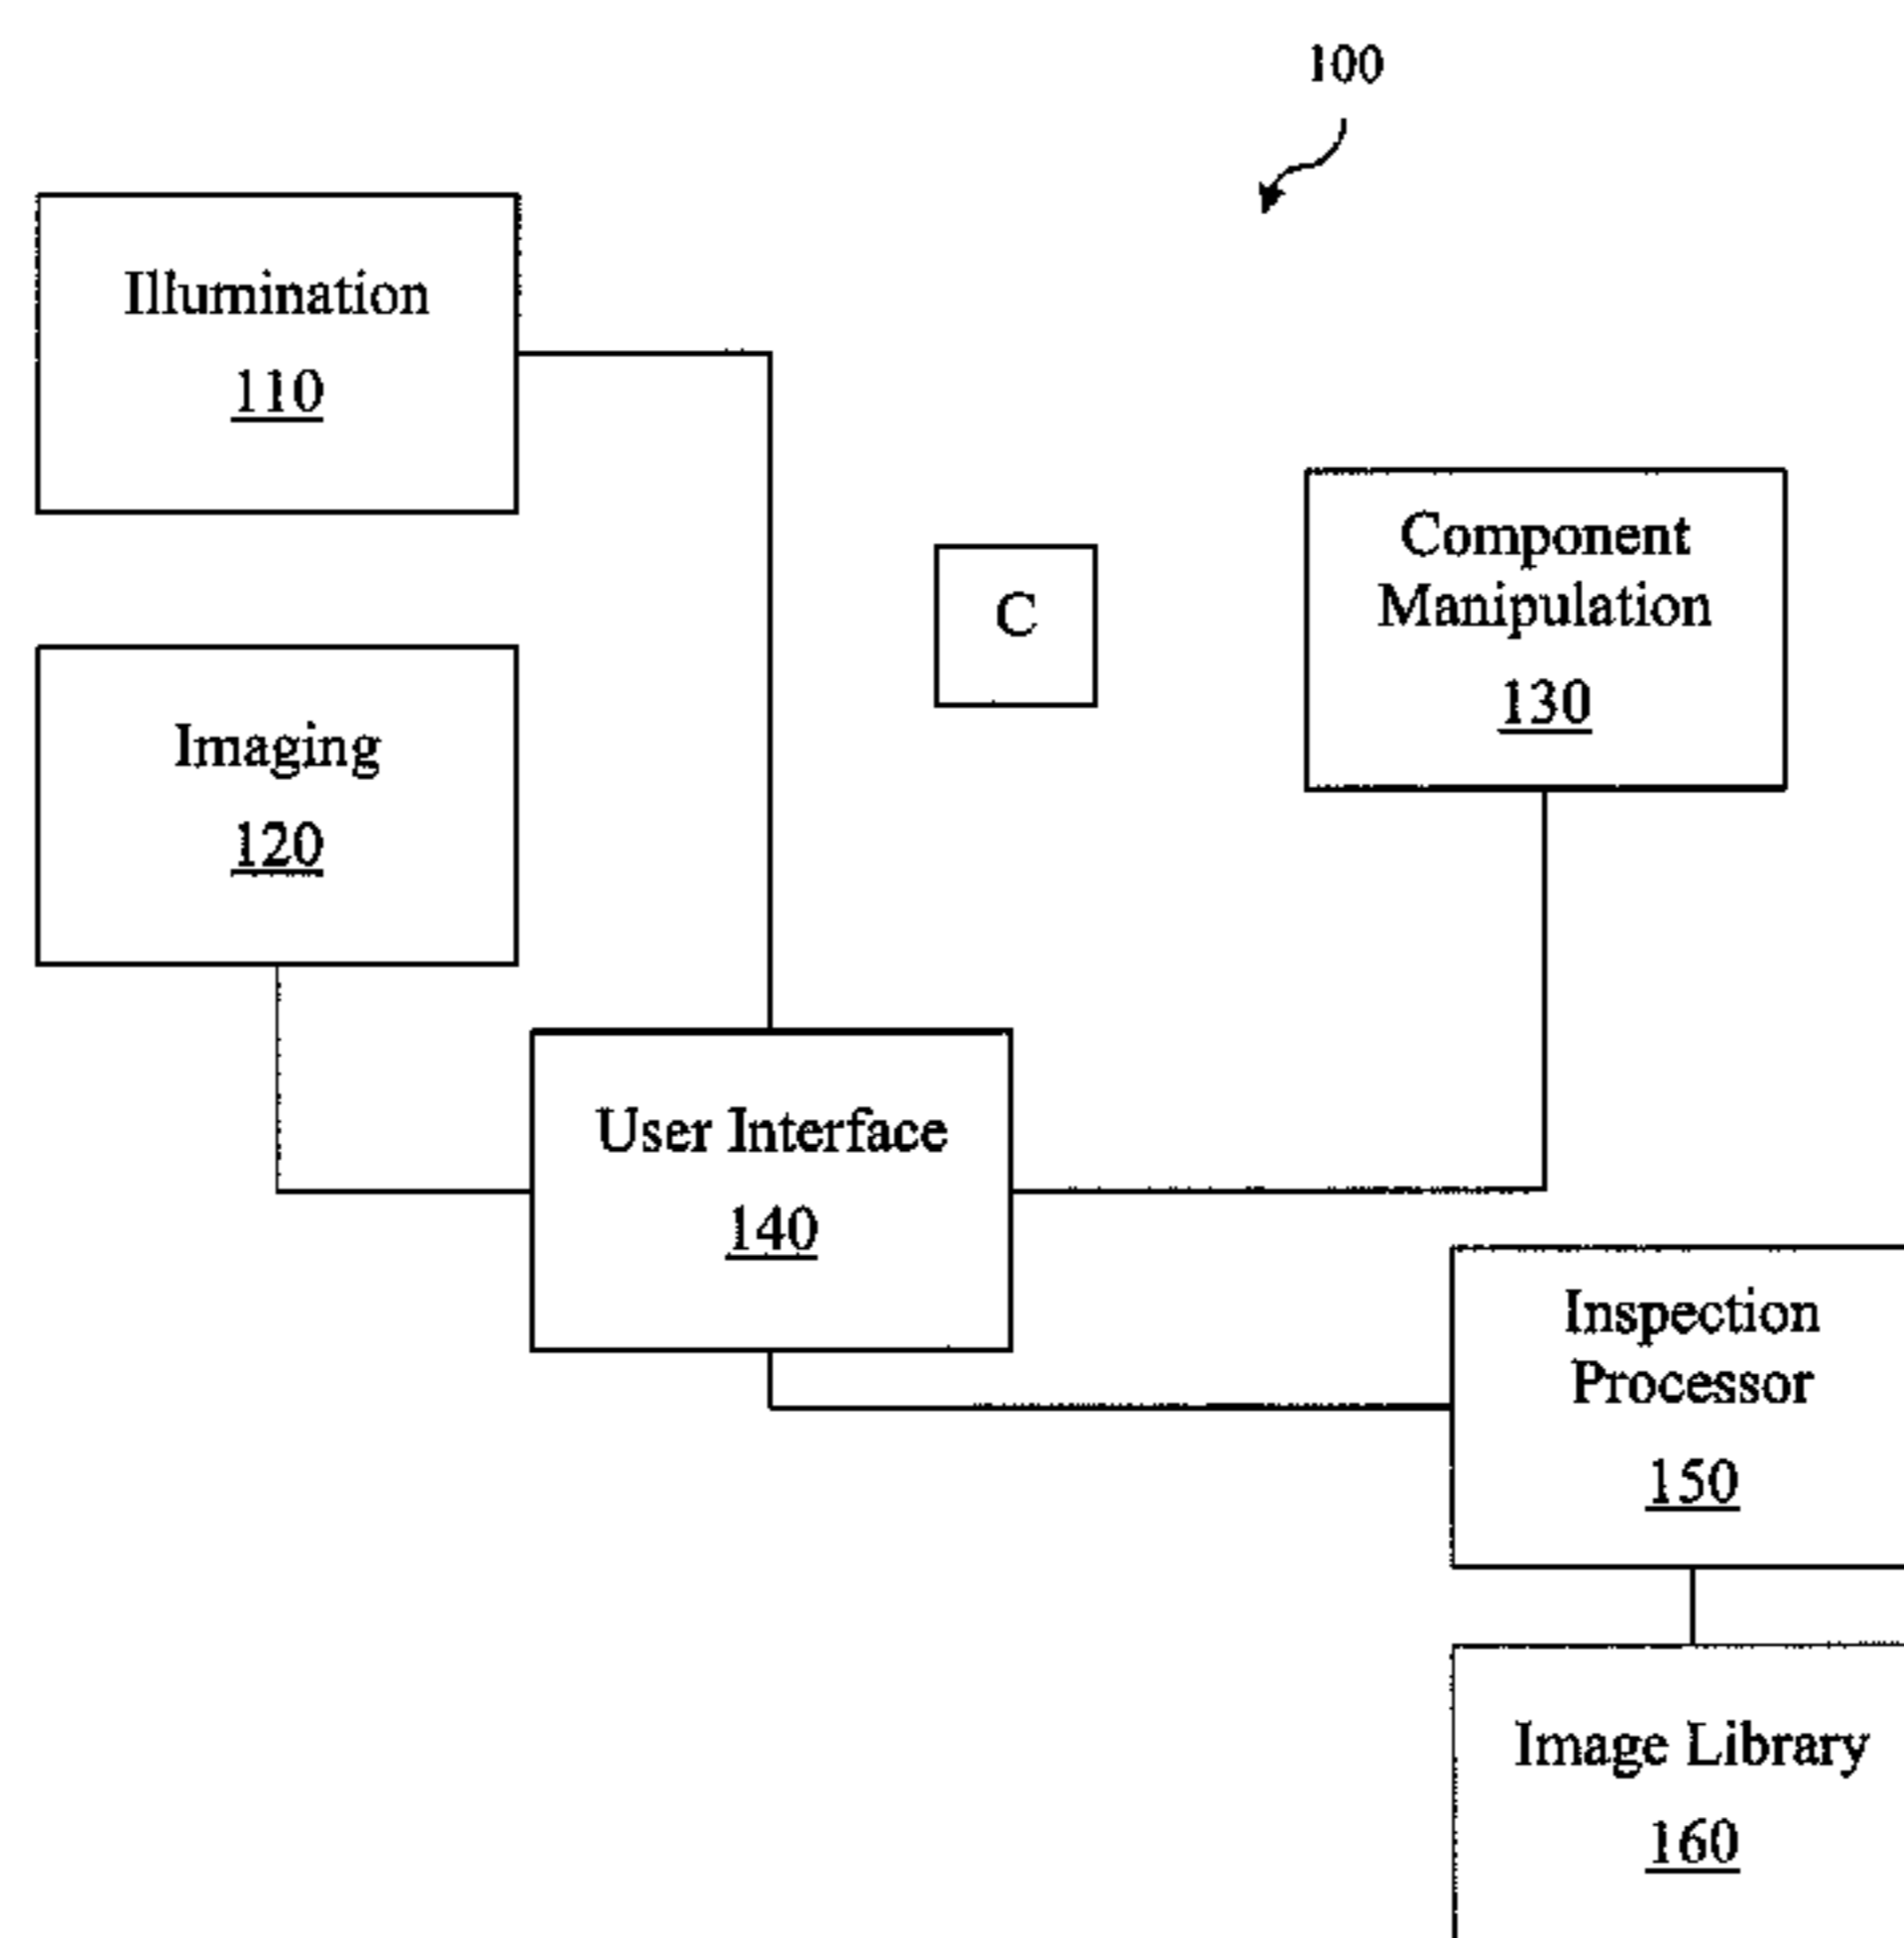 100
Illumination
110
C
Component
Manipulation
130
Imaging
120
User Interface
140
Inspection
Processor
150
Image Library
160